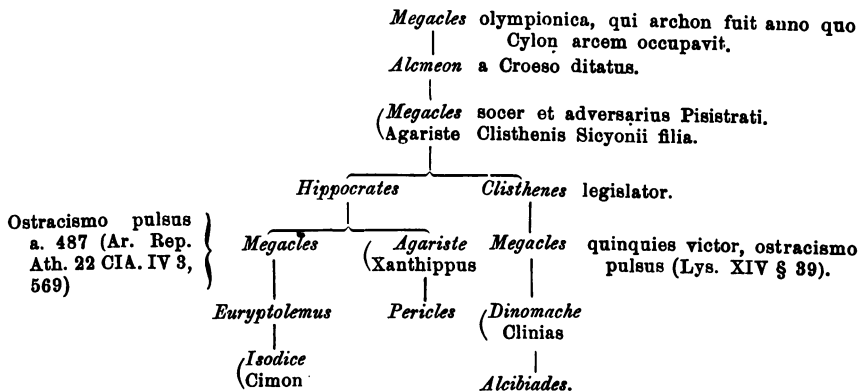 Megacles olympionica, qui archon fuit anno quo
Cylon arcem occupavit.
Alcmeon a Croeso ditatus.
Megacles socer et adversarius Pisistrati.
Agariste Clisthenis Sicyonii filia.
Hippocrates Clisthenes legislator.
Ostracismo pulsus
a. 487 (Ar. Rep.
Ath. 22 CIA. IV 3,
569)
Megacles Agariste Megacles quinquies victor, ostracismo
Xanthippus pulsus (Lys. XIV § 39).
Euryptolemus Pericles Dinomache
Clinias
Isodice
Cimon Alcibiades.